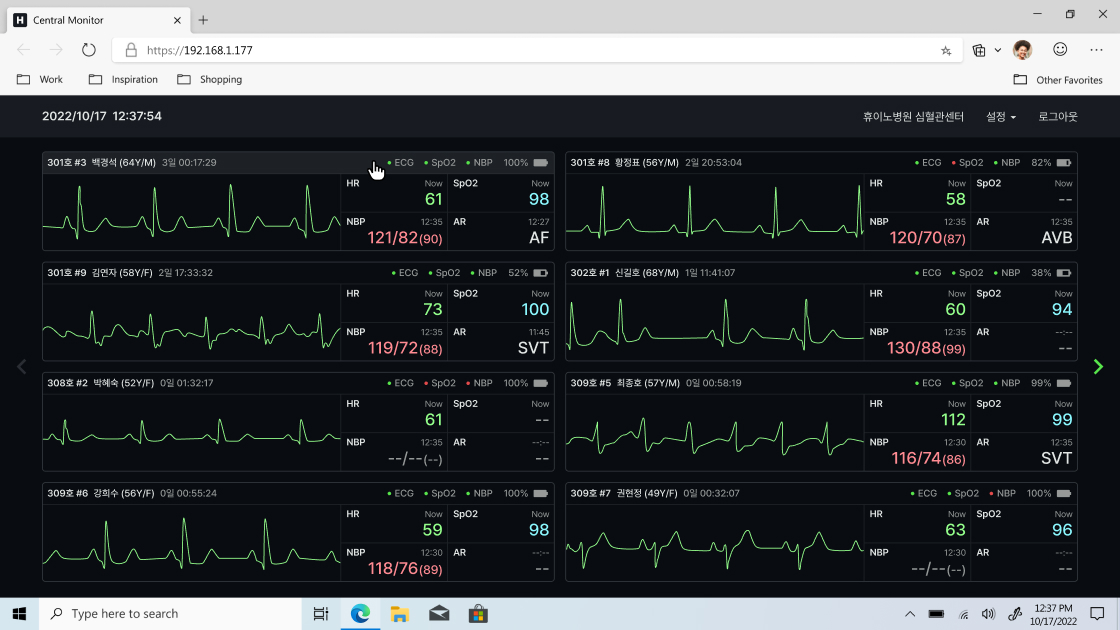 Central Monitor
https://192.168.1.177
Work Inspiration Shopping Other Favorites
2022/10/17 12:37:54 휴이노병원 심혈관센터 설정 로그아웃
301호 #3 백경석 (64Y/M) 3일 00:17:29 ECG SpO2 NBP 100%
HR Now 61 SpO2 Now 98
NBP 12:35 121/82(90) AR 12:27 AF
301호 #8 황정표 (56Y/M) 2일 20:53:04 ECG SpO2 NBP 82%
HR Now 58 SpO2 Now --
NBP 12:35 120/70(87) AR 12:35 AVB
301호 #9 김연자 (58Y/F) 2일 17:33:32 ECG SpO2 NBP 52%
HR Now 73 SpO2 Now 100
NBP 12:35 119/72(88) AR 11:45 SVT
302호 #1 신길호 (68Y/M) 1일 11:41:07 ECG SpO2 NBP 38%
HR Now 60 SpO2 Now 94
NBP 12:35 130/88(99) AR --:-- --
308호 #2 박혜숙 (52Y/F) 0일 01:32:17 ECG SpO2 NBP 100%
HR Now 61 SpO2 Now --
NBP 12:35 --/--(--) AR --:-- --
309호 #5 최종호 (57Y/M) 0일 00:58:19 ECG SpO2 NBP 99%
HR Now 112 SpO2 Now 99
NBP 12:30 116/74(86) AR 12:35 SVT
309호 #6 강희수 (56Y/F) 0일 00:55:24 ECG SpO2 NBP 100%
HR Now 59 SpO2 Now 98
NBP 12:30 118/76(89) AR --:-- --
309호 #7 권현정 (49Y/F) 0일 00:32:07 ECG SpO2 NBP 100%
HR Now 63 SpO2 Now 96
NBP 12:30 --/--(--) AR --:-- --
Type here to search
12:37 PM
10/17/2022